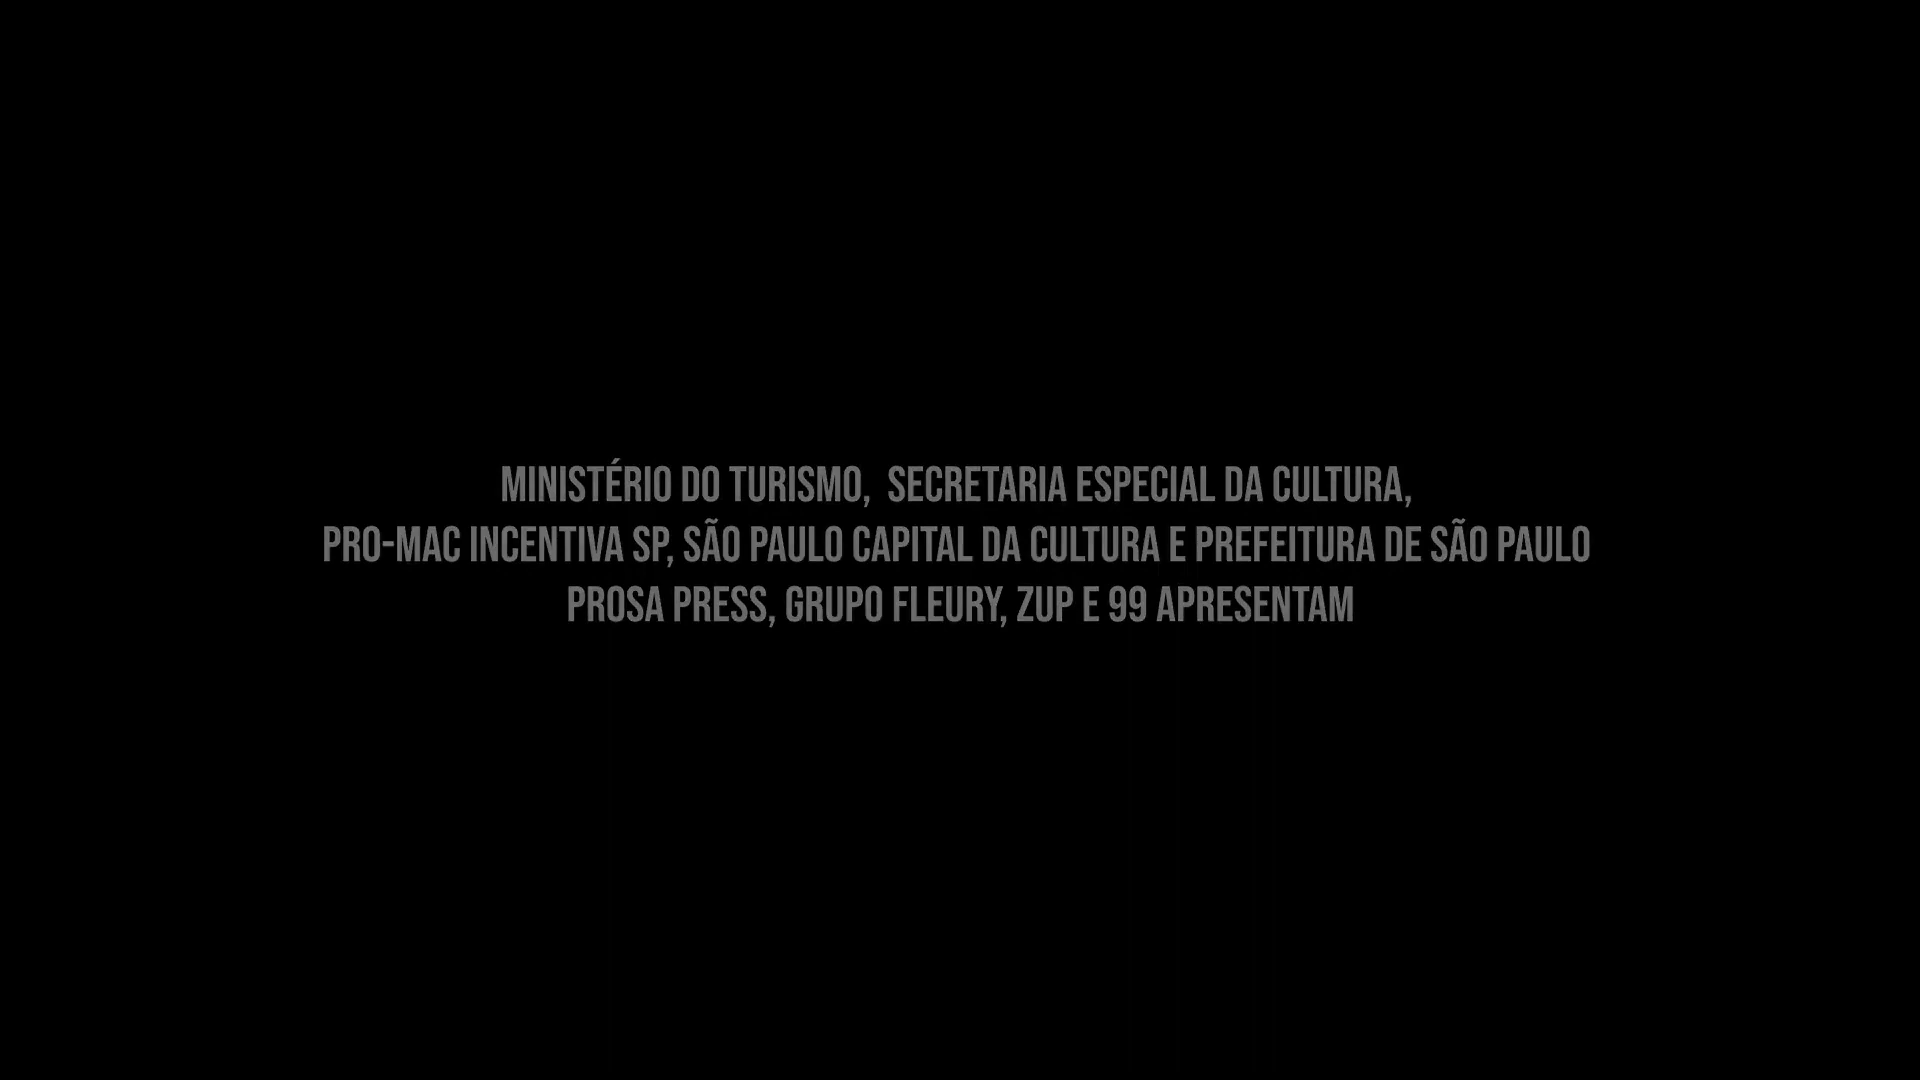 MINISTÉRIO DO TURISMO,  SECRETARIA ESPECIAL DA CULTURA,
PRO-MAC INCENTIVA SP, SÃO PAULO CAPITAL DA CULTURA E PREFEITURA DE SÃO PAULO
PROSA PRESS, GRUPO FLEURY, ZUP E 99 APRESENTAM